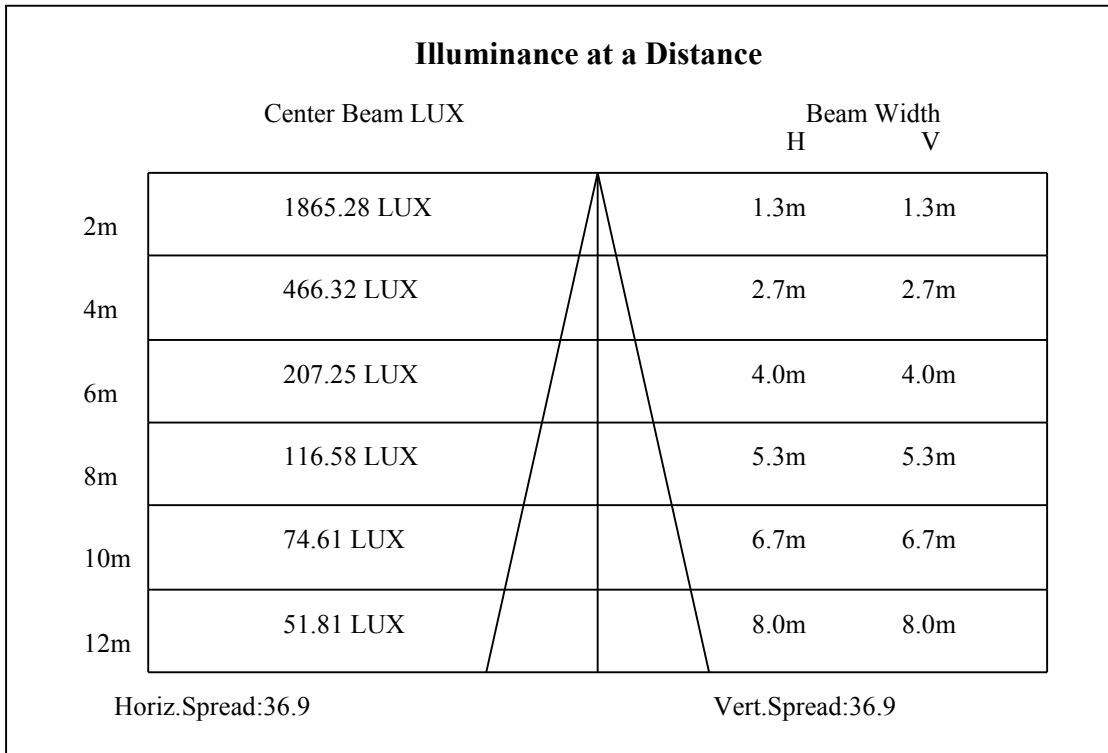 Illuminance at a Distance
Center Beam LUX Beam Width
H V
2m 1865.28 LUX 1.3m 1.3m
4m 466.32 LUX 2.7m 2.7m
6m 207.25 LUX 4.0m 4.0m
8m 116.58 LUX 5.3m 5.3m
10m 74.61 LUX 6.7m 6.7m
12m 51.81 LUX 8.0m 8.0m
Horiz.Spread:36.9 Vert.Spread:36.9